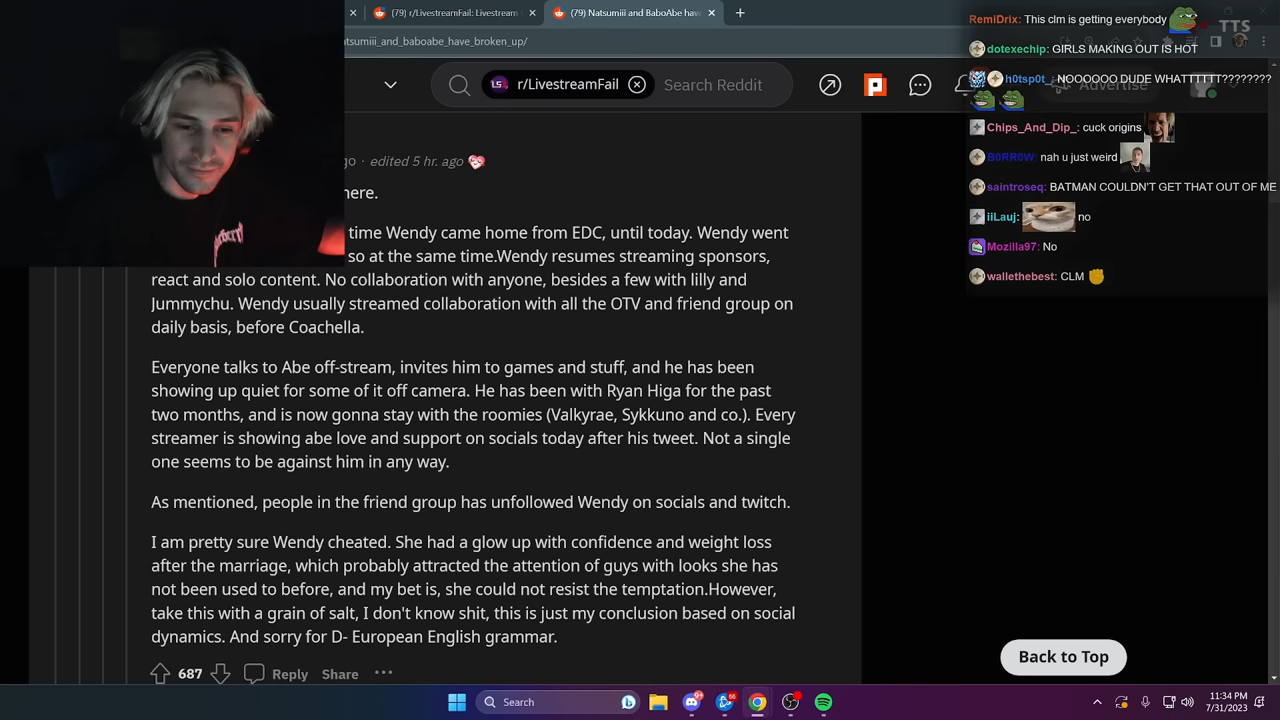 (79) r/LivestreamFail: Livestream
(79) Natsumiii and BaboAbe hav
atsumiii_and_baboabe_have_broken_up/
r/LivestreamFail
Search Reddit
Advertise
TTS
RemiDrix: This clm is getting everybody
dotexechip: GIRLS MAKING OUT IS HOT
h0tsp0t_: NOOOOOO DUDE WHATTTTTT????????
Chips_And_Dip_: cuck origins
B0RR0W: nah u just weird
saintroseq: BATMAN COULDN'T GET THAT OUT OF ME
iiLauj: no
Mozilla97: No
wallethebest: CLM
go · edited 5 hr. ago
here.
time Wendy came home from EDC, until today. Wendy went
so at the same time.Wendy resumes streaming sponsors,
react and solo content. No collaboration with anyone, besides a few with lilly and
Jummychu. Wendy usually streamed collaboration with all the OTV and friend group on
daily basis, before Coachella.
Everyone talks to Abe off-stream, invites him to games and stuff, and he has been
showing up quiet for some of it off camera. He has been with Ryan Higa for the past
two months, and is now gonna stay with the roomies (Valkyrae, Sykkuno and co.). Every
streamer is showing abe love and support on socials today after his tweet. Not a single
one seems to be against him in any way.
As mentioned, people in the friend group has unfollowed Wendy on socials and twitch.
I am pretty sure Wendy cheated. She had a glow up with confidence and weight loss
after the marriage, which probably attracted the attention of guys with looks she has
not been used to before, and my bet is, she could not resist the temptation.However,
take this with a grain of salt, I don't know shit, this is just my conclusion based on social
dynamics. And sorry for D- European English grammar.
687 Reply Share
Back to Top
Search
11:34 PM
7/31/2023